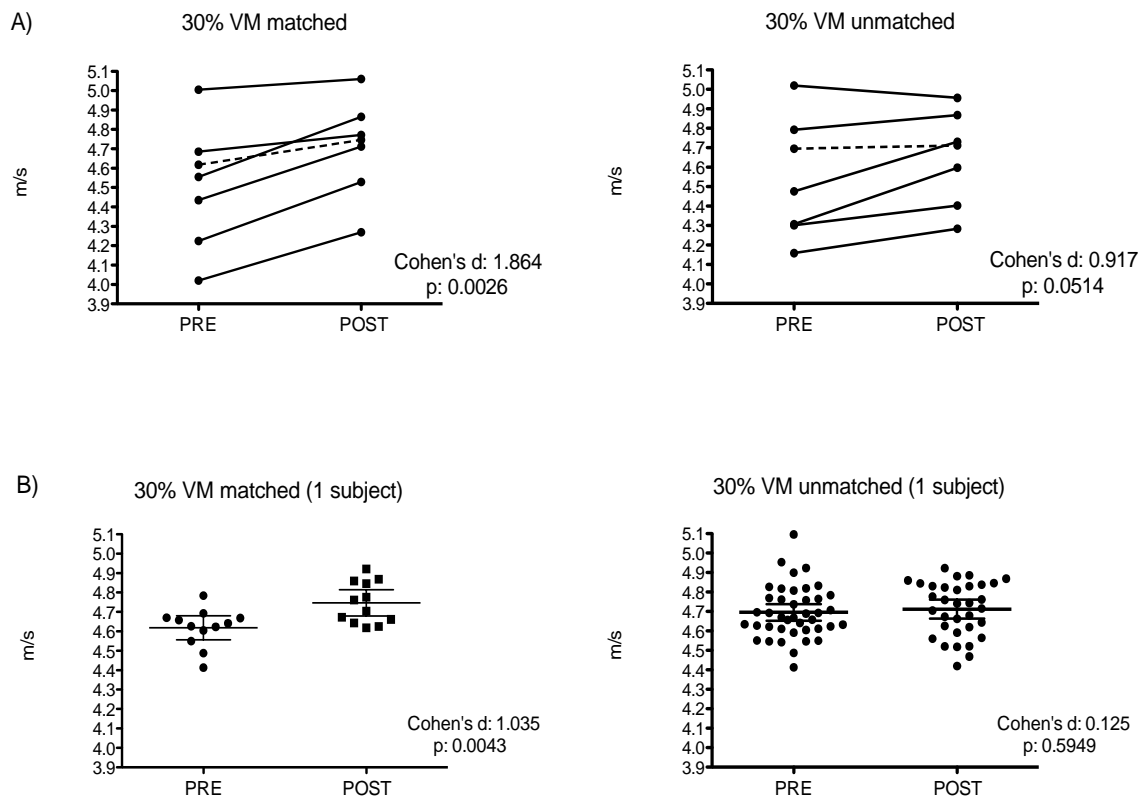 A)
30% VM matched
m/s
5.1
5.0
4.9
4.8
4.7
4.6
4.5
4.4
4.3
4.2
4.1
4.0
3.9
PRE POST
Cohen's d: 1.864
p: 0.0026
30% VM unmatched
m/s
5.1
5.0
4.9
4.8
4.7
4.6
4.5
4.4
4.3
4.2
4.1
4.0
3.9
PRE POST
Cohen's d: 0.917
p: 0.0514
B)
30% VM matched (1 subject)
m/s
5.1
5.0
4.9
4.8
4.7
4.6
4.5
4.4
4.3
4.2
4.1
4.0
3.9
PRE POST
Cohen's d: 1.035
p: 0.0043
30% VM unmatched (1 subject)
m/s
5.1
5.0
4.9
4.8
4.7
4.6
4.5
4.4
4.3
4.2
4.1
4.0
3.9
PRE POST
Cohen's d: 0.125
p: 0.5949